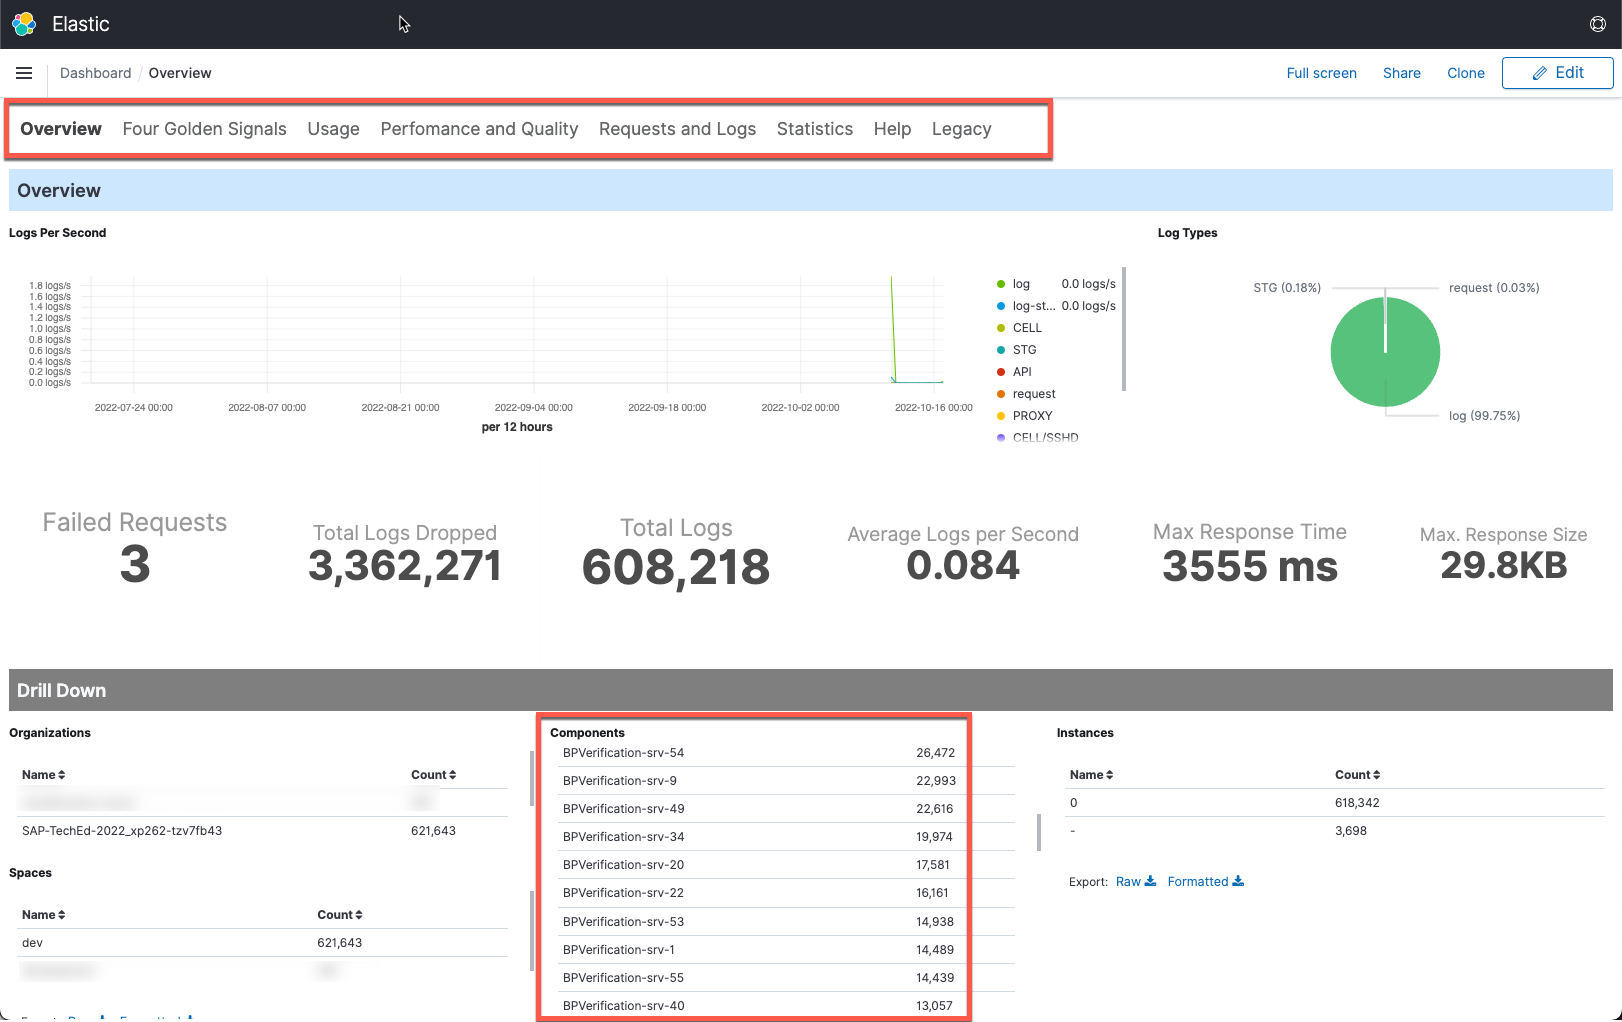 Elastic
Dashboard / Overview
Full screen Share Clone Edit
Overview Four Golden Signals Usage Perfomance and Quality Requests and Logs Statistics Help Legacy
Overview
Logs Per Second
1.8 logs/s
1.6 logs/s
1.4 logs/s
1.2 logs/s
1.0 logs/s
0.8 logs/s
0.6 logs/s
0.4 logs/s
0.2 logs/s
0.0 logs/s
2022-07-24 00:00 2022-08-07 00:00 2022-08-21 00:00 2022-09-04 00:00 2022-09-18 00:00 2022-10-02 00:00 2022-10-16 00:00
per 12 hours
log 0.0 logs/s
log-st... 0.0 logs/s
CELL
STG
API
request
PROXY
CELL/SSHD
Log Types
STG (0.18%)
request (0.03%)
log (99.75%)
Failed Requests
3
Total Logs Dropped
3,362,271
Total Logs
608,218
Average Logs per Second
0.084
Max Response Time
3555 ms
Max. Response Size
29.8KB
Drill Down
Organizations
Name Count
SAP-TechEd-2022_xp262-tzv7fb43 621,643
Spaces
Name Count
dev 621,643
Components
BPVerification-srv-54 26,472
BPVerification-srv-9 22,993
BPVerification-srv-49 22,616
BPVerification-srv-34 19,974
BPVerification-srv-20 17,581
BPVerification-srv-22 16,161
BPVerification-srv-53 14,938
BPVerification-srv-1 14,489
BPVerification-srv-55 14,439
BPVerification-srv-40 13,057
Instances
Name Count
0 618,342
- 3,698
Export: Raw Formatted